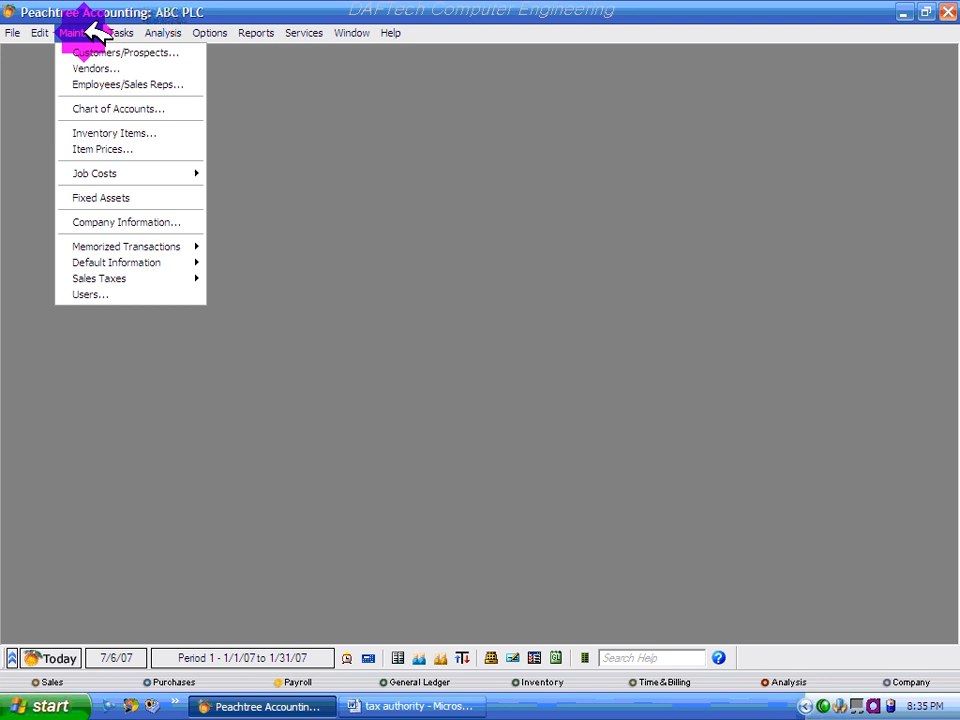 Peachtree Accounting: ABC PLC
DAFTech Computer Engineering
File Edit Maint Tasks Analysis Options Reports Services Window Help
Customers/Prospects...
Vendors...
Employees/Sales Reps...
Chart of Accounts...
Inventory Items...
Item Prices...
Job Costs
Fixed Assets
Company Information...
Memorized Transactions
Default Information
Sales Taxes
Users...
Today 7/6/07 Period 1 - 1/1/07 to 1/31/07 Search Help
Sales Purchases Payroll General Ledger Inventory Time & Billing Analysis Company
start Peachtree Accountin... tax authority - Micros... 8:35 PM